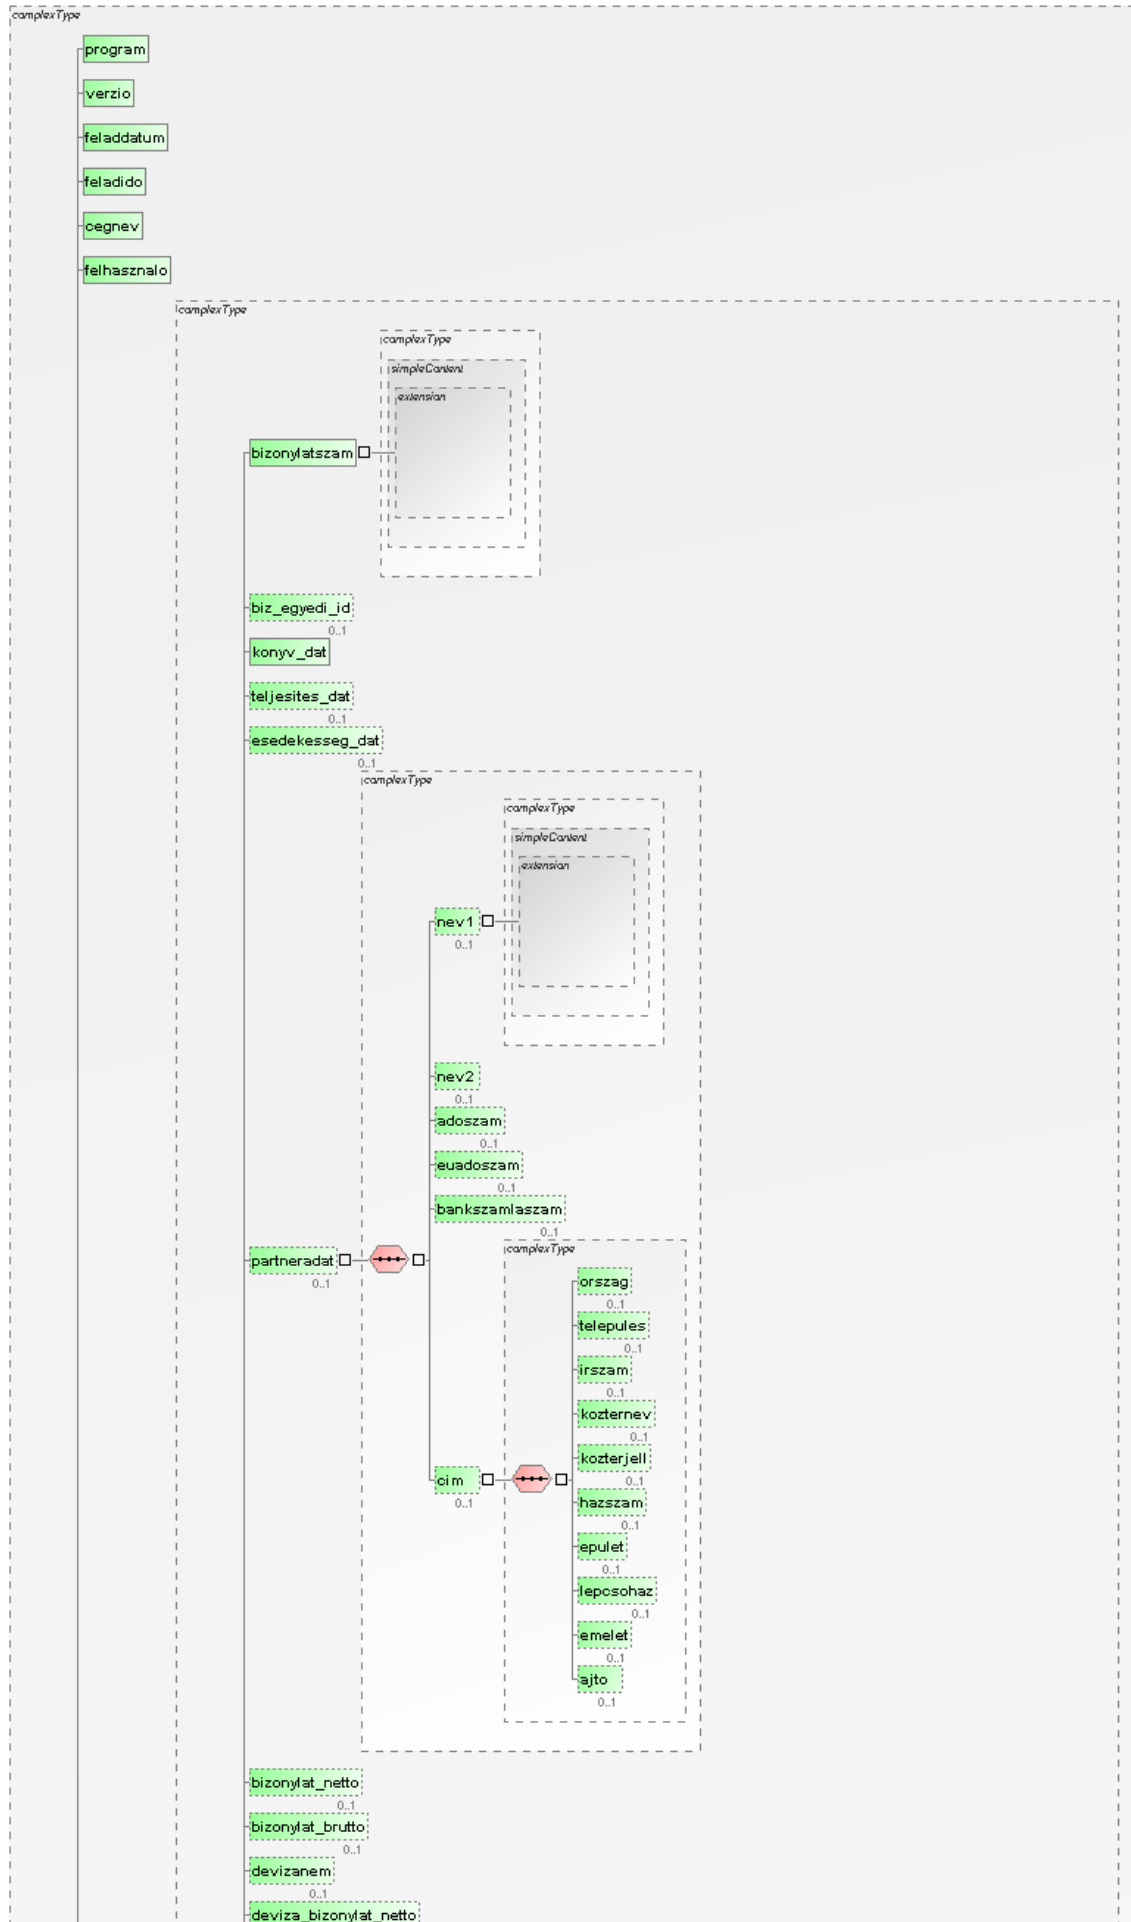 complexType
program
verzio
feladdatum
feladido
cegnev
felhasznalo
complexType
complexType
simpleContent
extension
bizonylatszam
biz_egyedi_id
0..1
konyv_dat
teljesites_dat
0..1
esedekesseg_dat
0..1
complexType
complexType
simpleContent
extension
nev1
0..1
nev2
0..1
adoszam
0..1
euadoszam
0..1
bankszamlaszam
0..1
complexType
partneradat
0..1
orszag
0..1
telepules
0..1
irszam
0..1
kozternev
0..1
kozterjell
0..1
cim
0..1
hazszam
0..1
epulet
0..1
lepcsohaz
0..1
emelet
0..1
ajto
0..1
bizonylat_netto
0..1
bizonylat_brutto
0..1
devizanem
0..1
deviza_bizonylat_netto